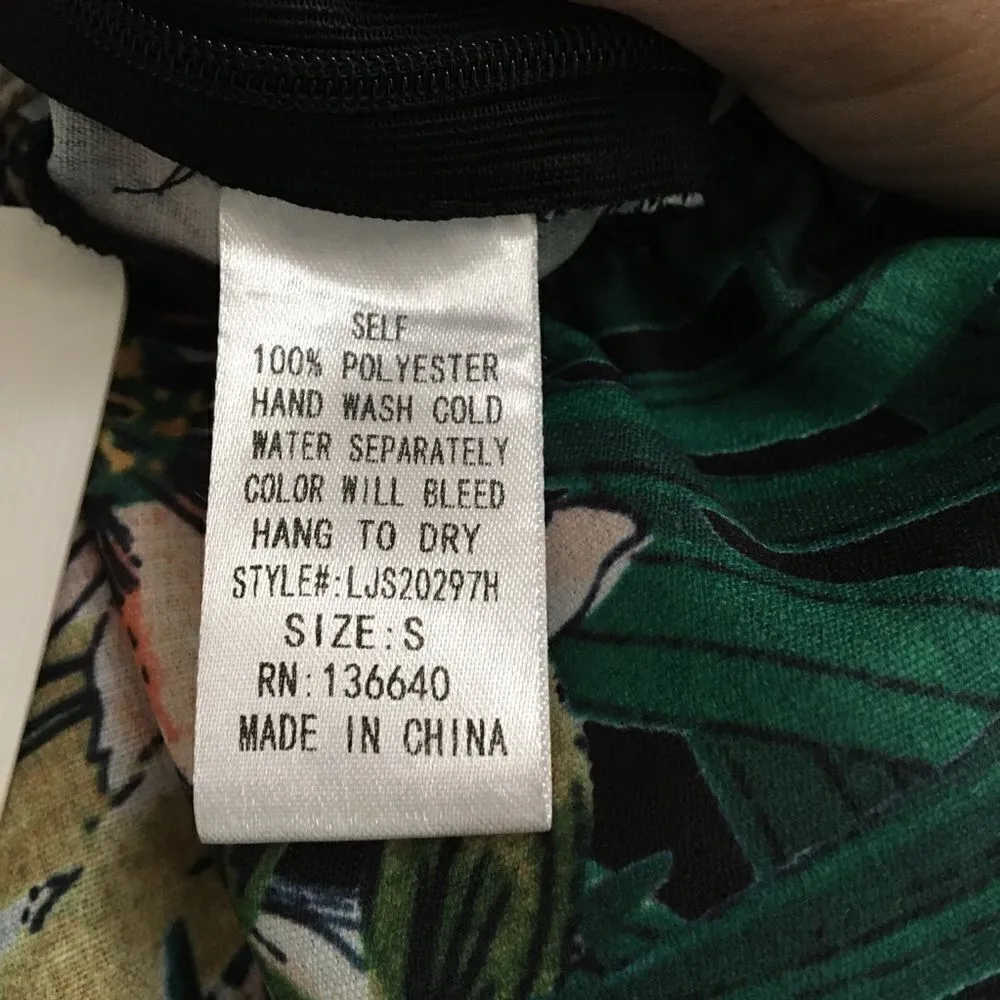 SELF
100% POLYESTER
HAND WASH COLD
WATER SEPARATELY
COLOR WILL BLEED
HANG TO DRY
STYLE#:LJS20297H
SIZE:S
RN:136640
MADE IN CHINA